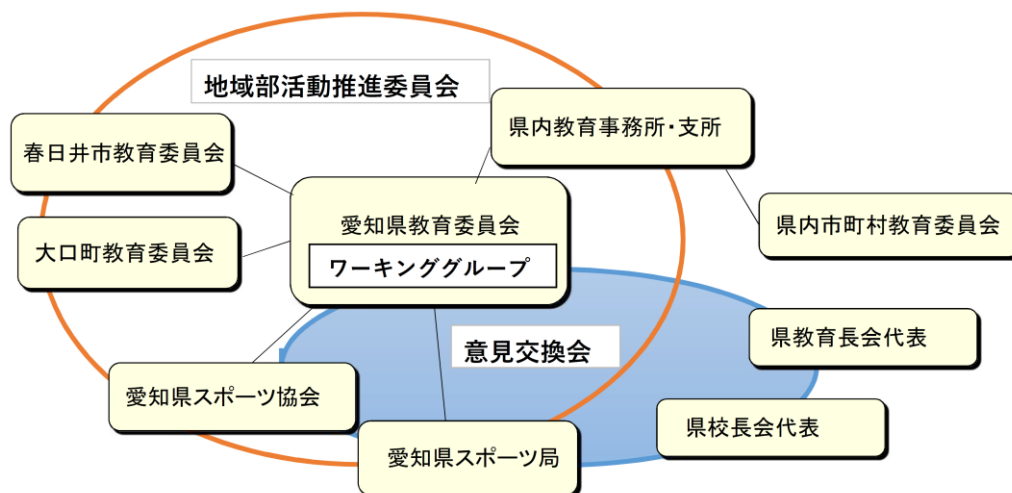 地域部活動推進委員会
県内教育事務所・支所
春日井市教育委員会
愛知県教育委員会
ワーキンググループ
県内市町村教育委員会
大口町教育委員会
意見交換会
県教育長会代表
愛知県スポーツ協会
県校長会代表
愛知県スポーツ局